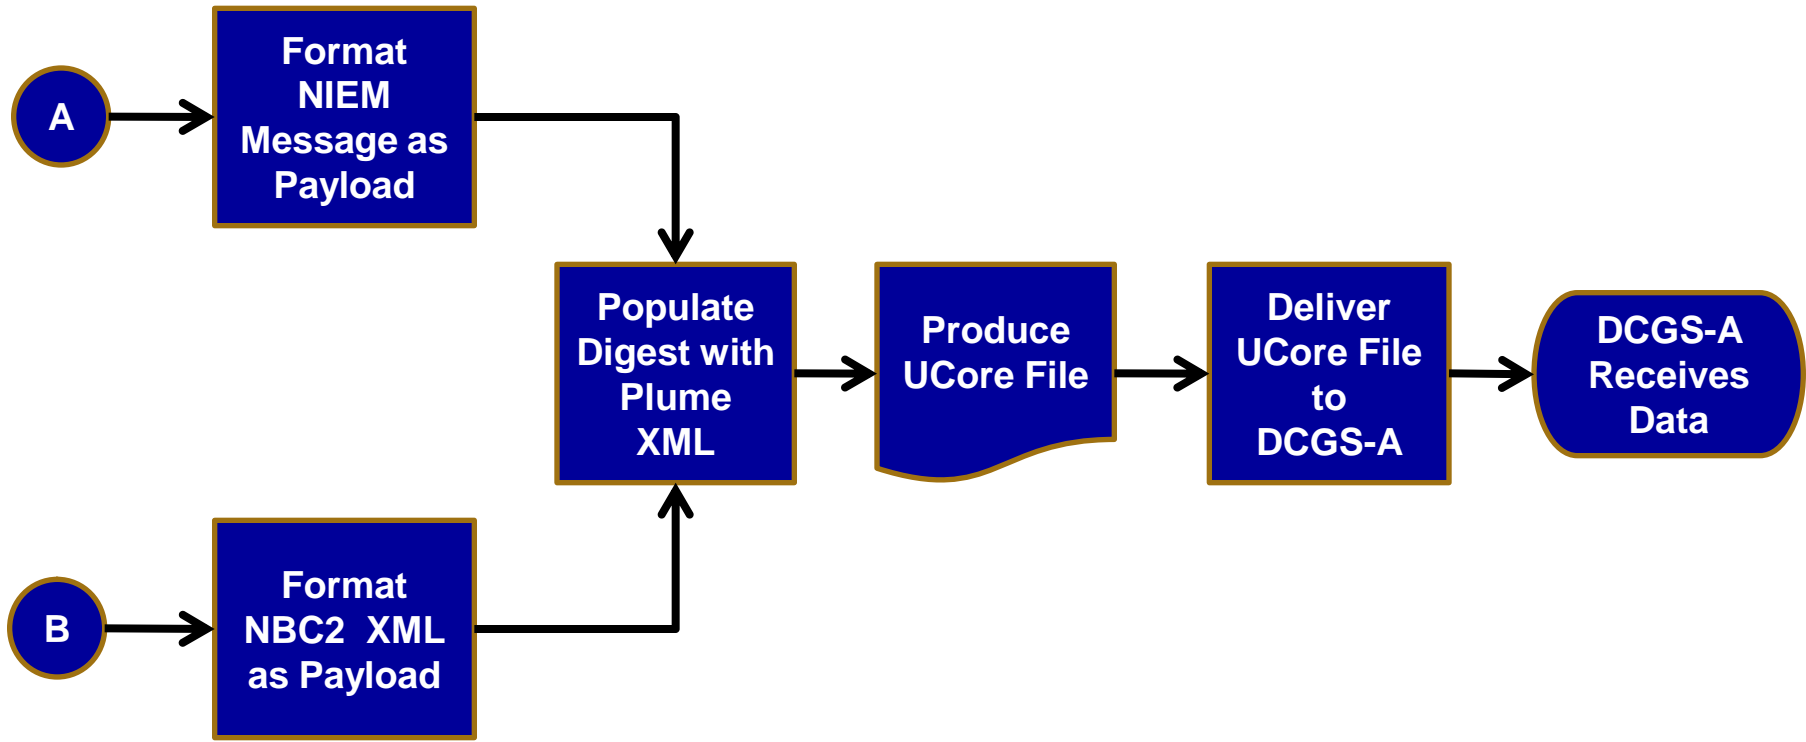 A
Format
NIEM
Message as
Payload
Populate
Digest with
Plume
XML
Produce
UCore File
Deliver
UCore File
to
DCGS-A
DCGS-A
Receives
Data
B
Format
NBC2  XML
as Payload